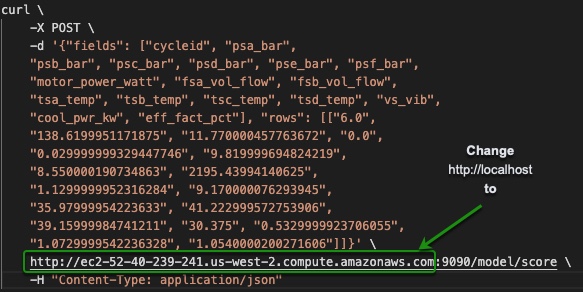 curl \
-X POST \
-d '{"fields": ["cycleid", "psa_bar",
"psb_bar", "psc_bar", "psd_bar", "pse_bar", "psf_bar",
"motor_power_watt", "fsa_vol_flow", "fsb_vol_flow",
"tsa_temp", "tsb_temp", "tsc_temp", "tsd_temp", "vs_vib",
"cool_pwr_kw", "eff_fact_pct"], "rows": [["6.0",
"138.6199951171875", "11.770000457763672", "0.0",
"0.029999999329447746", "9.819999694824219",
"8.550000190734863", "2195.43994140625",
"1.1299999952316284", "9.170000076293945",
"35.97999954223633", "41.222999572753906",
"39.15999984741211", "30.375", "0.5329999923706055",
"1.0729999542236328", "1.0540000200271606"]]}' \
http://ec2-52-40-239-241.us-west-2.compute.amazonaws.com:9090/model/score \
-H "Content-Type: application/json"
Change
http://localhost
to